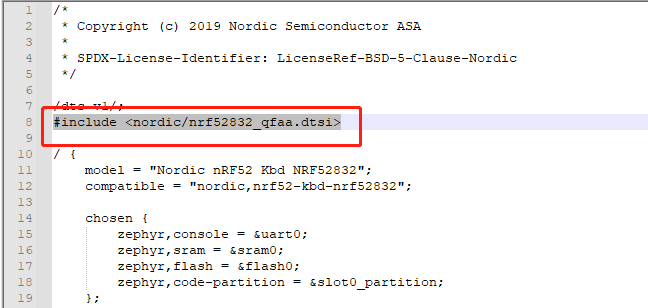 1 /*
2 * Copyright (c) 2019 Nordic Semiconductor ASA
3 *
4 * SPDX-License-Identifier: LicenseRef-BSD-5-Clause-Nordic
5 */
6
7 /dts-v1/;
8 #include <nordic/nrf52832_qfaa.dtsi>
9
10 / {
11 model = "Nordic nRF52 Kbd NRF52832";
12 compatible = "nordic,nrf52-kbd-nrf52832";
13
14 chosen {
15 zephyr,console = &uart0;
16 zephyr,sram = &sram0;
17 zephyr,flash = &flash0;
18 zephyr,code-partition = &slot0_partition;
19 };